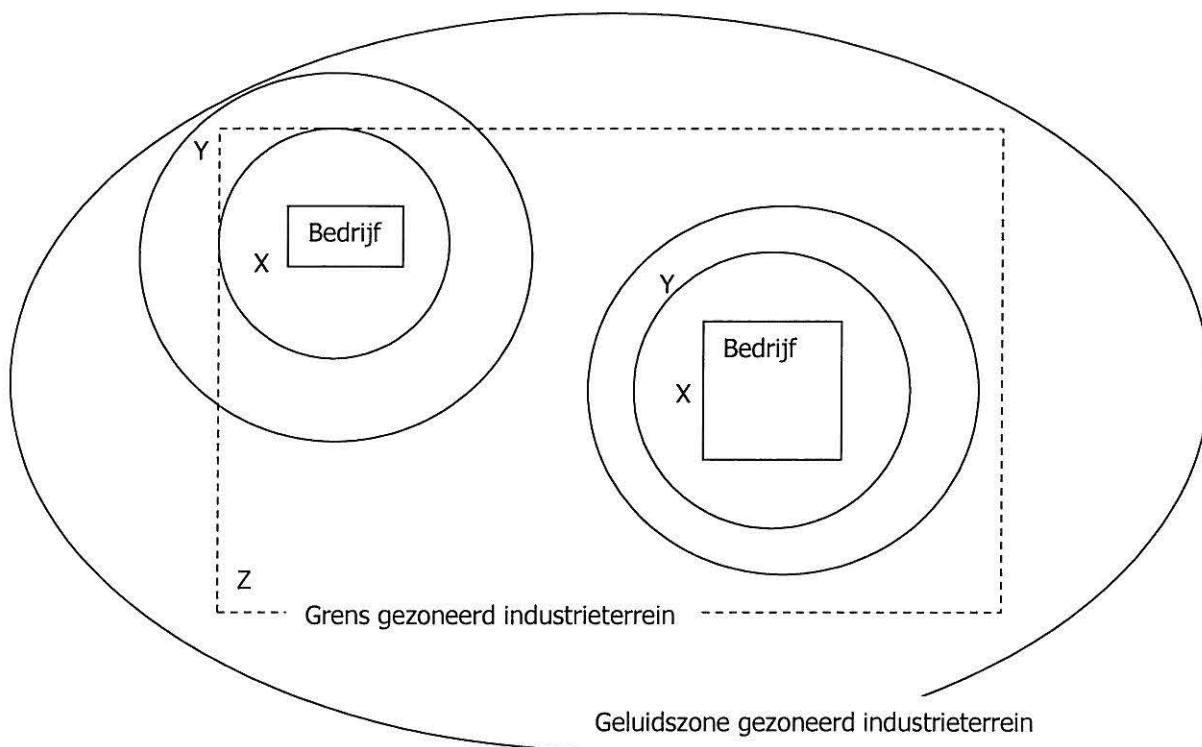 Y
Bedrijf
X
Y
Bedrijf
X
Z
Grens gezoneerd industrieterrein
Geluidszone gezoneerd industrieterrein